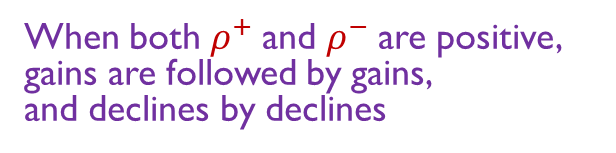 When both ρ⁺ and ρ⁻ are positive,
gains are followed by gains,
and declines by declines